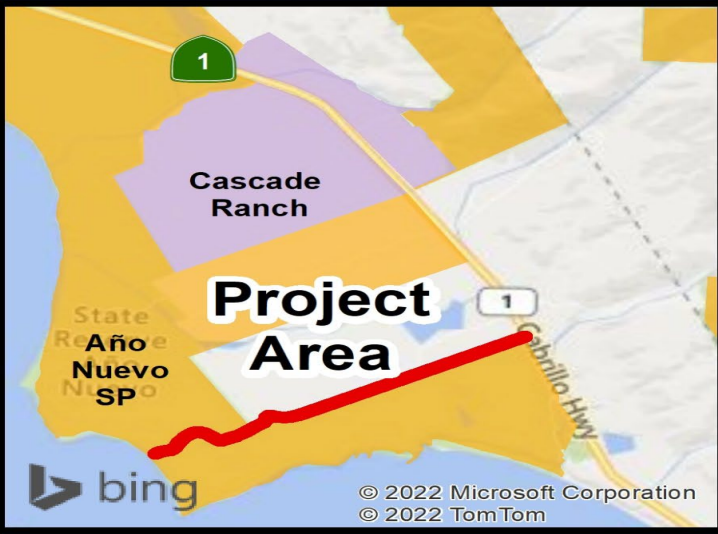 1
Cascade
Ranch
Project
Area
1
State
Año
Nuevo
SP
Cabrillo Hwy
bing
© 2022 Microsoft Corporation
© 2022 TomTom